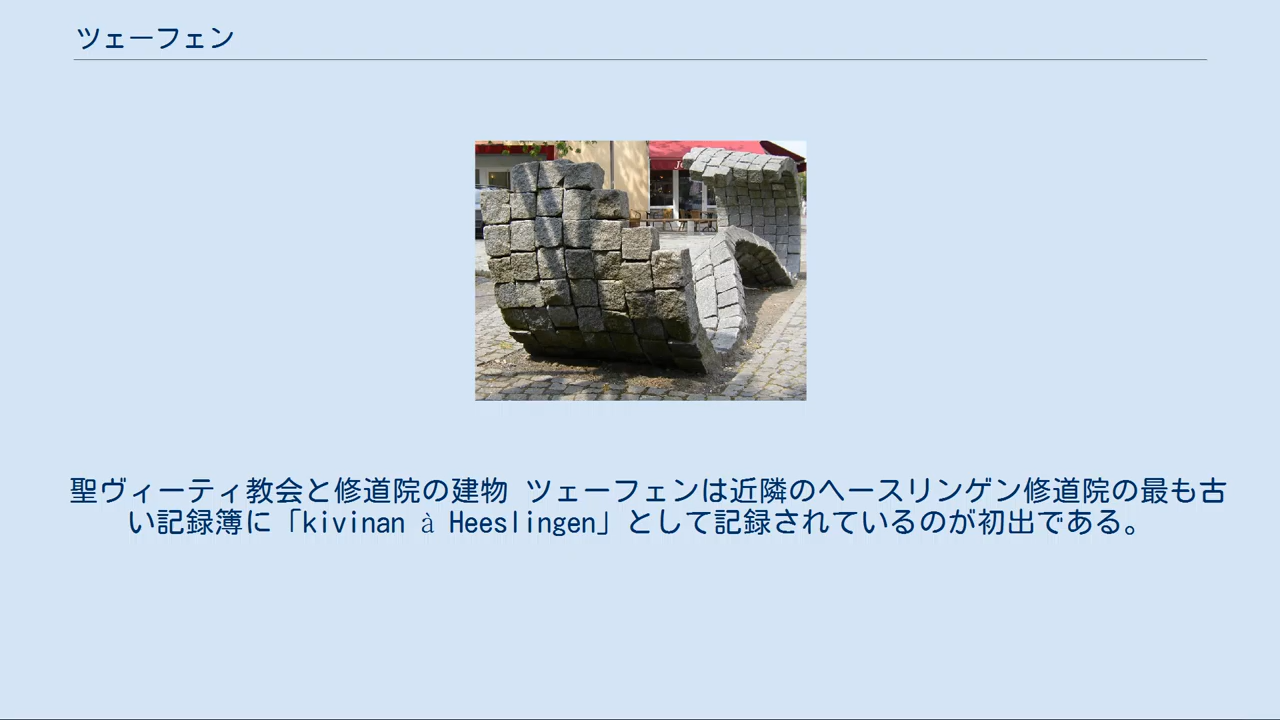 ツェーフェン
聖ヴィーティ教会と修道院の建物 ツェーフェンは近隣のヘースリンゲン修道院の最も古
い記録簿に「kivinan à Heeslingen」として記録されているのが初出である。